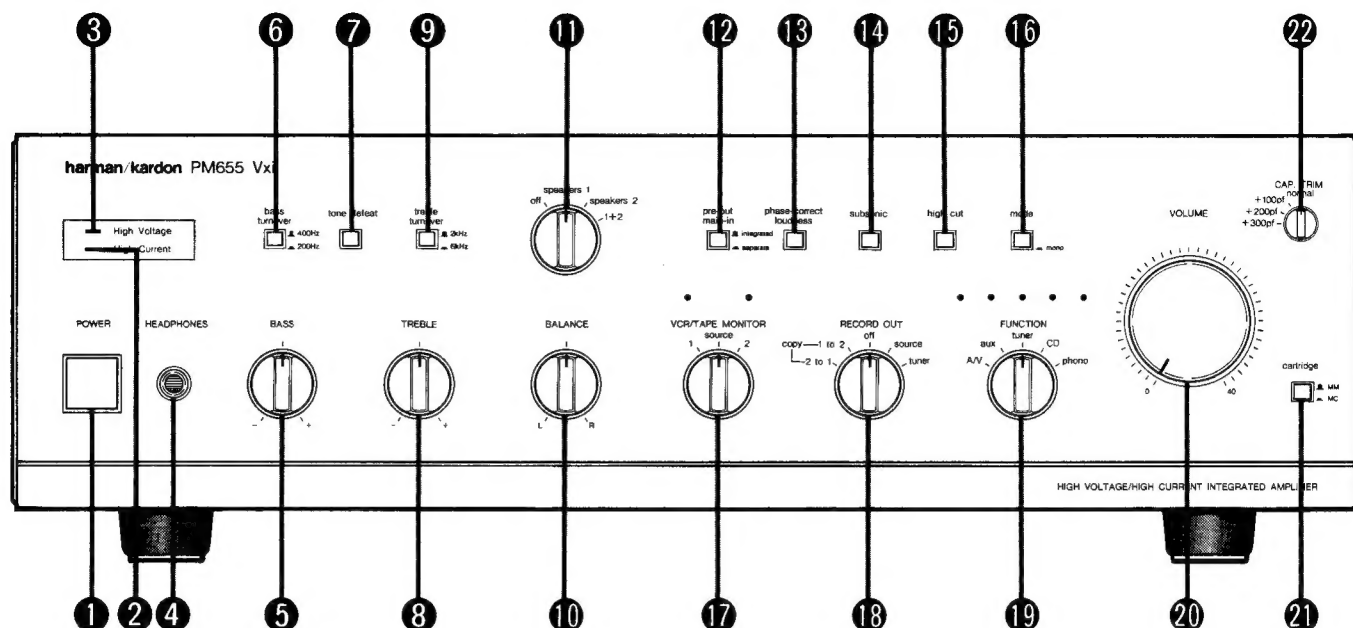 3 6 7 9 11 12 13 14 15 16 22
harman/kardon PM655 Vxi
High Voltage
High Current
bass
turnover
400Hz
200Hz
tone defeat
treble
turnover
2kHz
6kHz
off
speakers 1
speakers 2
1+2
pre-out
main-in
integrated
separate
phase-correct
loudness
subsonic
high cut
mode
mono
VOLUME
0
40
CAP. TRIM
normal
+100pf
+200pf
+300pf
POWER
HEADPHONES
BASS
- +
TREBLE
- +
BALANCE
L R
VCR/TAPE MONITOR
source
1 2
RECORD OUT
off
copy 1 to 2
2 to 1
source
tuner
FUNCTION
tuner
aux CD
A/V phono
cartridge
MM
MC
HIGH VOLTAGE/HIGH CURRENT INTEGRATED AMPLIFIER
1 2 4 5 8 10 17 18 19 20 21